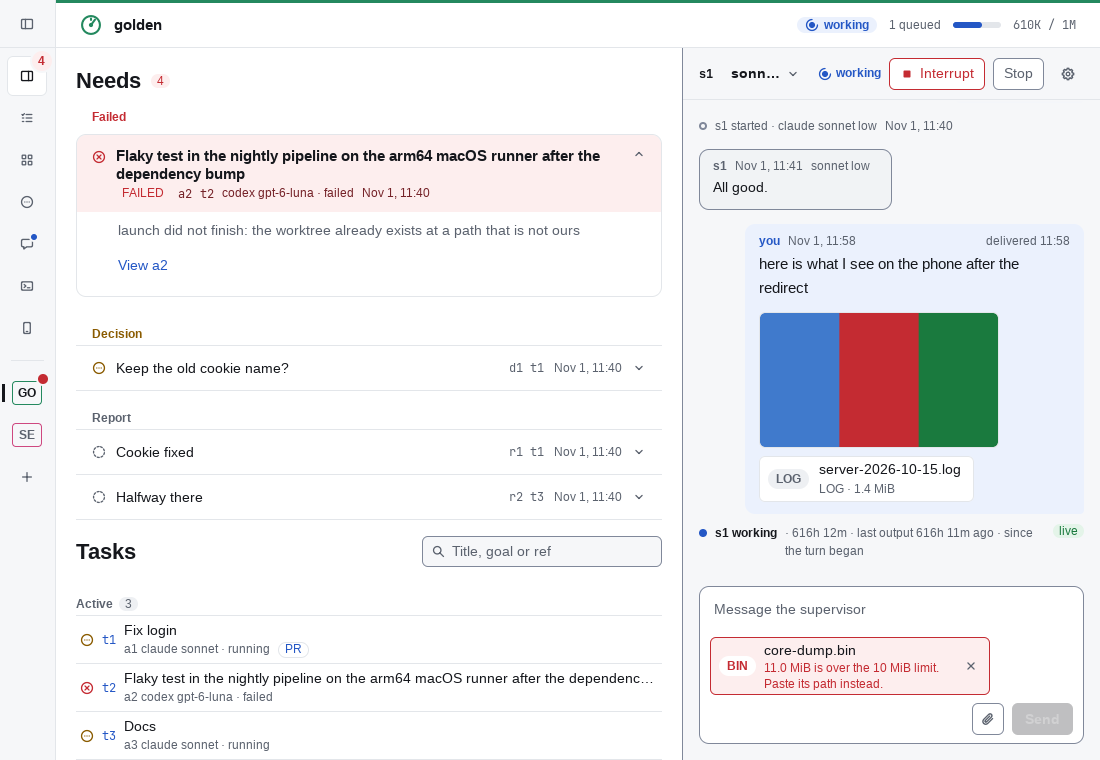 golden
working
1 queued
610K / 1M
4
GO
SE
Needs 4
Failed
Flaky test in the nightly pipeline on the arm64 macOS runner after the
dependency bump
FAILED a2 t2 codex gpt-6-luna · failed Nov 1, 11:40
launch did not finish: the worktree already exists at a path that is not ours
View a2
Decision
Keep the old cookie name? d1 t1 Nov 1, 11:40
Report
Cookie fixed r1 t1 Nov 1, 11:40
Halfway there r2 t3 Nov 1, 11:40
Tasks
Title, goal or ref
Active 3
t1 Fix login
a1 claude sonnet · running PR
t2 Flaky test in the nightly pipeline on the arm64 macOS runner after the dependenc…
a2 codex gpt-6-luna · failed
t3 Docs
a3 claude sonnet · running
s1 sonn… working Interrupt Stop
s1 started · claude sonnet low Nov 1, 11:40
s1 Nov 1, 11:41 sonnet low
All good.
you Nov 1, 11:58 delivered 11:58
here is what I see on the phone after the
redirect
LOG server-2026-10-15.log
LOG · 1.4 MiB
s1 working · 616h 12m · last output 616h 11m ago · since
the turn began
live
Message the supervisor
BIN core-dump.bin
11.0 MiB is over the 10 MiB limit.
Paste its path instead.
Send